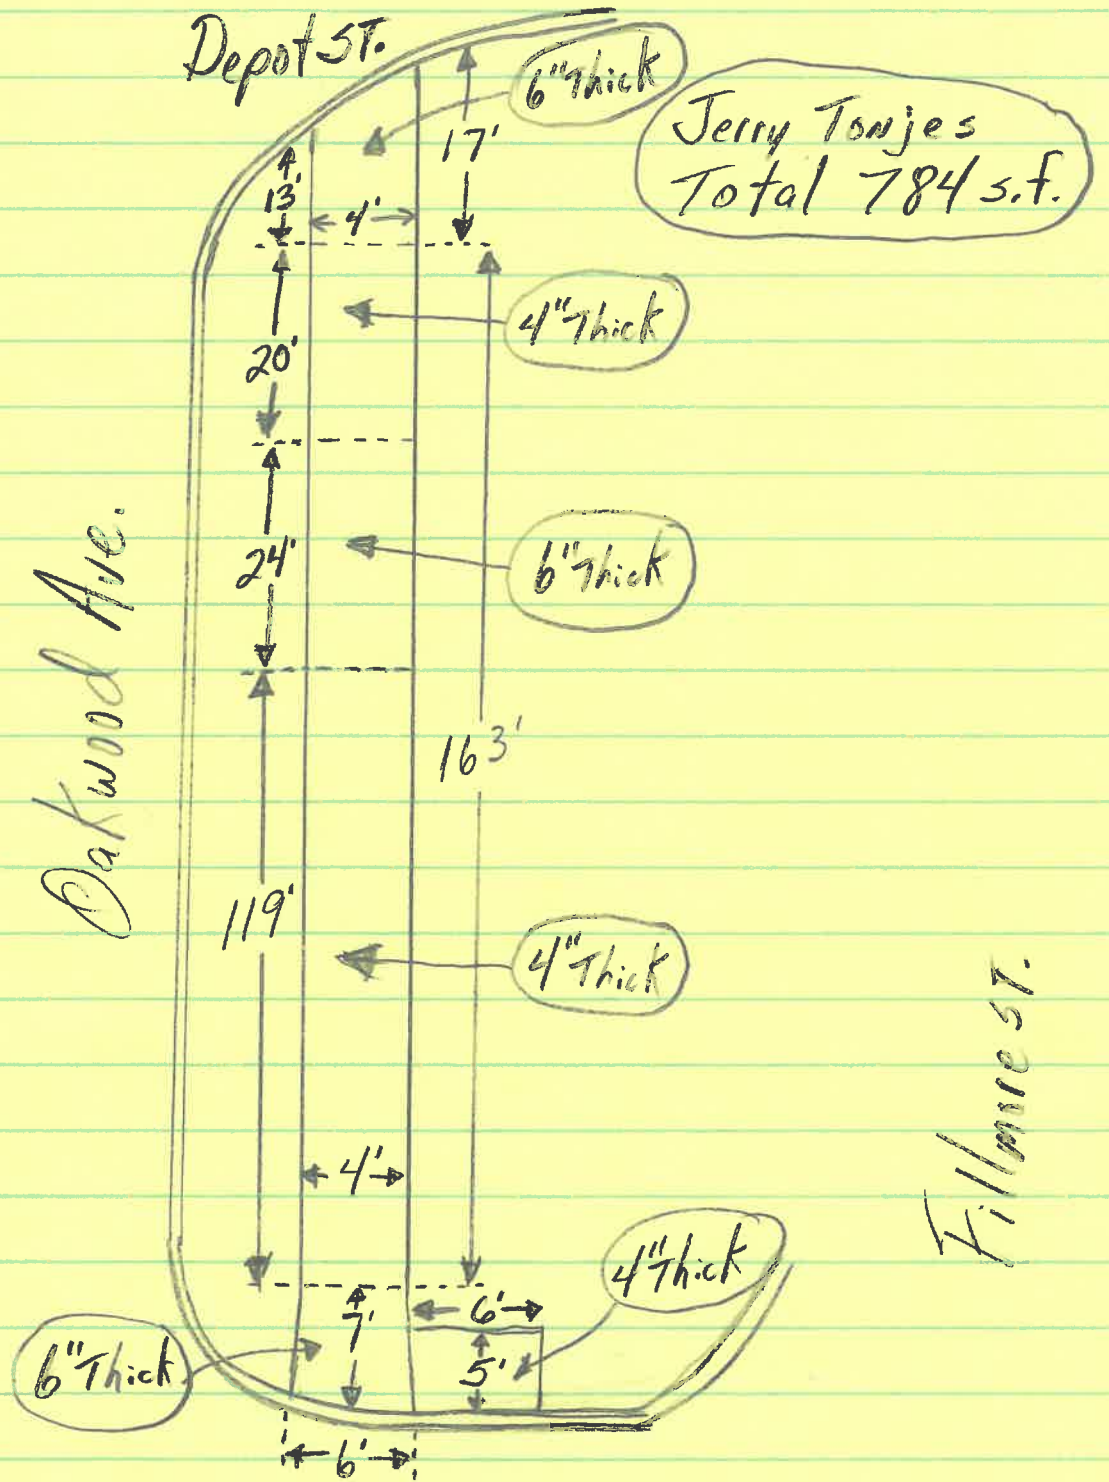 Depot ST.
6" Thick
Jerry Tonjes
Total 784 s.f.
17'
13'
4'
4" Thick
20'
24'
6" Thick
Oakwood Ave.
163'
119'
4" Thick
Fillmore ST.
4'
4" Thick
7'
6'
5'
6" Thick
6'